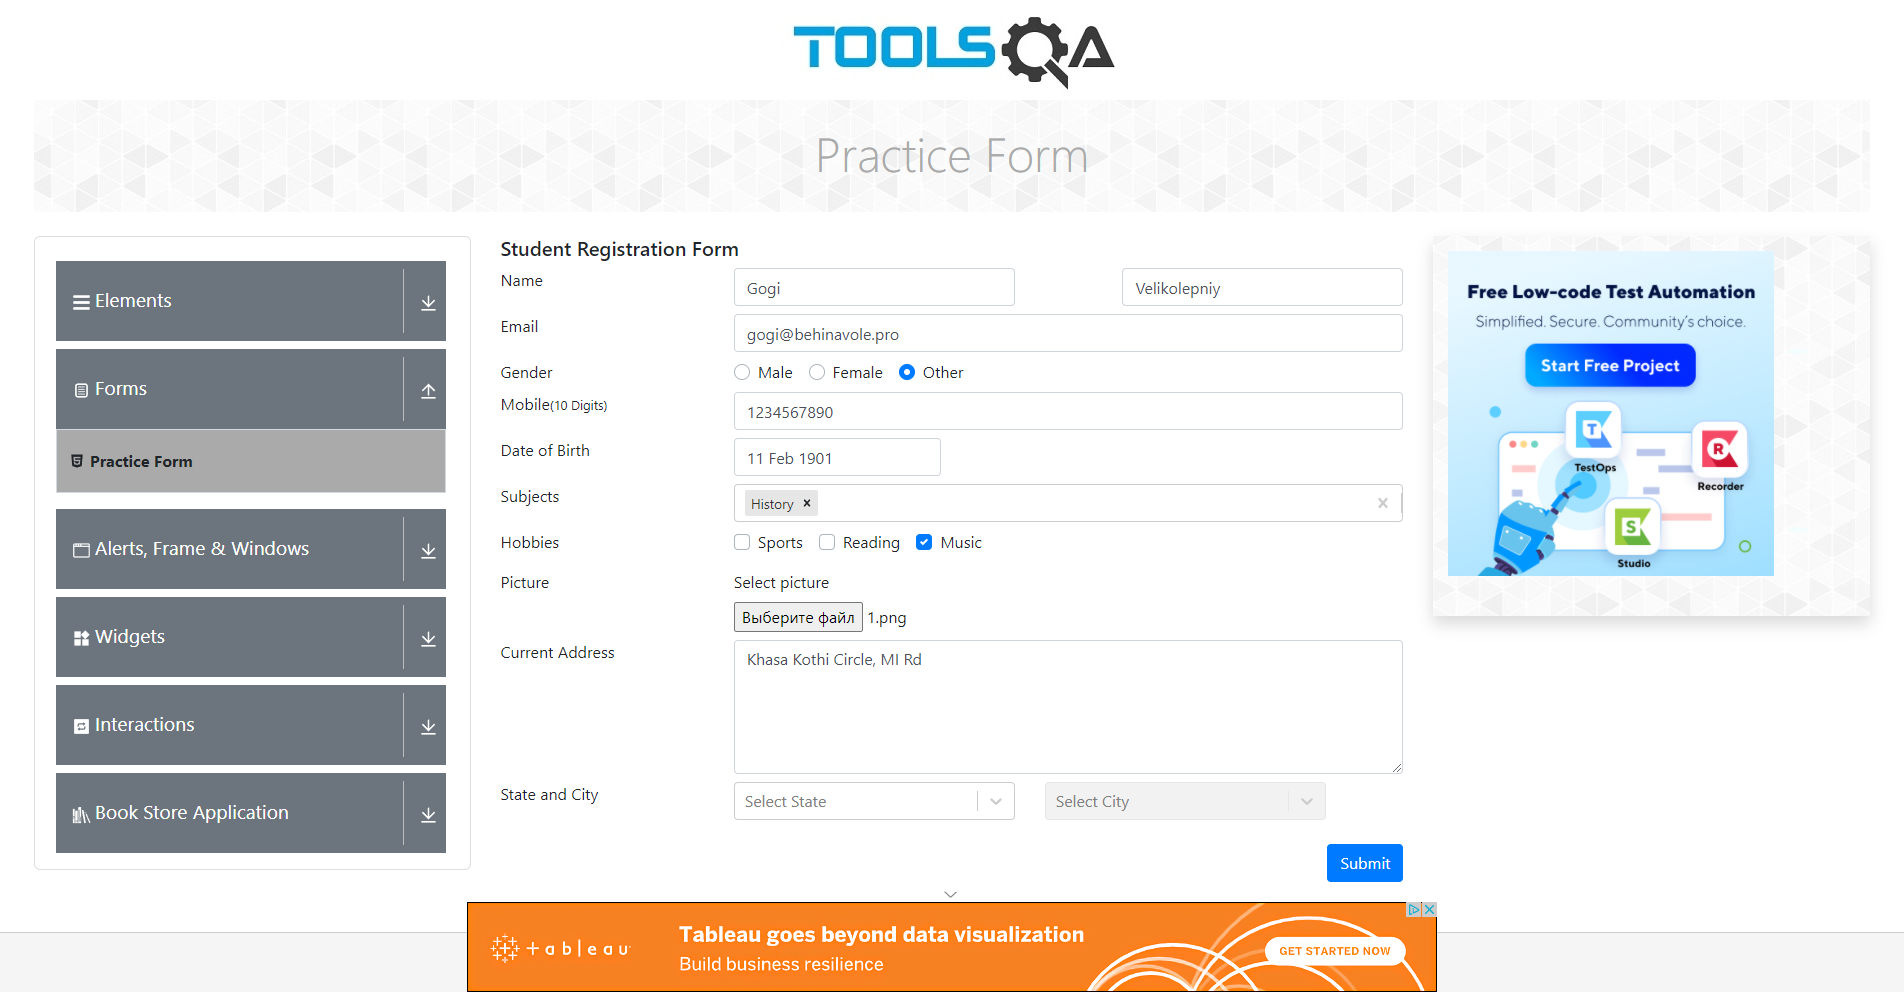 TOOLSQA
Practice Form
Elements
Forms
Practice Form
Alerts, Frame & Windows
Widgets
Interactions
Book Store Application
Student Registration Form
Name
Gogi
Velikolepniy
Email
gogi@behinavole.pro
Gender
Male Female Other
Mobile(10 Digits)
1234567890
Date of Birth
11 Feb 1901
Subjects
History
Hobbies
Sports Reading Music
Picture
Select picture
Выберите файл 1.png
Current Address
Khasa Kothi Circle, MI Rd
State and City
Select State
Select City
Submit
Free Low-code Test Automation
Simplified. Secure. Community's choice.
Start Free Project
T
TestOps
R
Recorder
S
Studio
tableau
Tableau goes beyond data visualization
Build business resilience
GET STARTED NOW